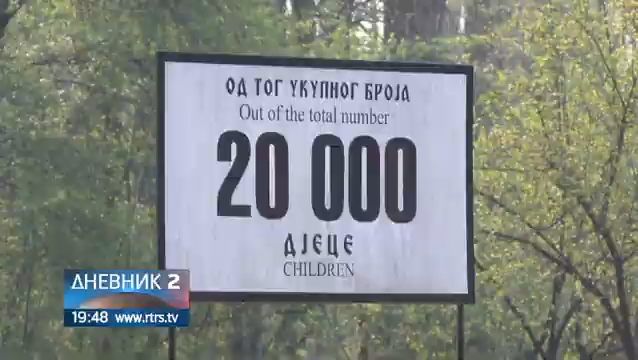 ОД ТОГ УКУПНОГ БРОЈА
Out of the total number
20 000
ДЈЕЦЕ
CHILDREN
ДНЕВНИК 2
19:48 www.rtrs.tv